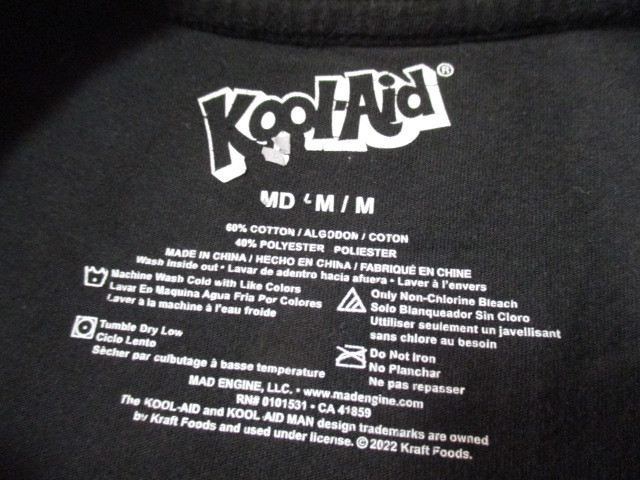 Kool-Aid®
MD / M / M
60% COTTON / ALGODON / COTON
40% POLYESTER POLIESTER
MADE IN CHINA / HECHO EN CHINA / FABRIQUÉ EN CHINE
Wash inside out • Lavar de adentro hacia afuera • Laver à l'envers
Machine Wash Cold with Like Colors
Lavar En Maquina Agua Fria Por Colores
Laver à la machine à l'eau froide
Only Non-Chlorine Bleach
Solo Blanqueador Sin Cloro
Utiliser seulement un javellisant
sans chlore au besoin
Tumble Dry Low
Ciclo Lento
Sècher par culbutage à basse temperature
Do Not Iron
No Planchar
Ne pas repasser
MAD ENGINE, LLC. • www.madengine.com
RN# 0101531 • CA 41859
The KOOL-AID and KOOL AID MAN design trademarks are owned
by Kraft Foods and used under license. © 2022 Kraft Foods.